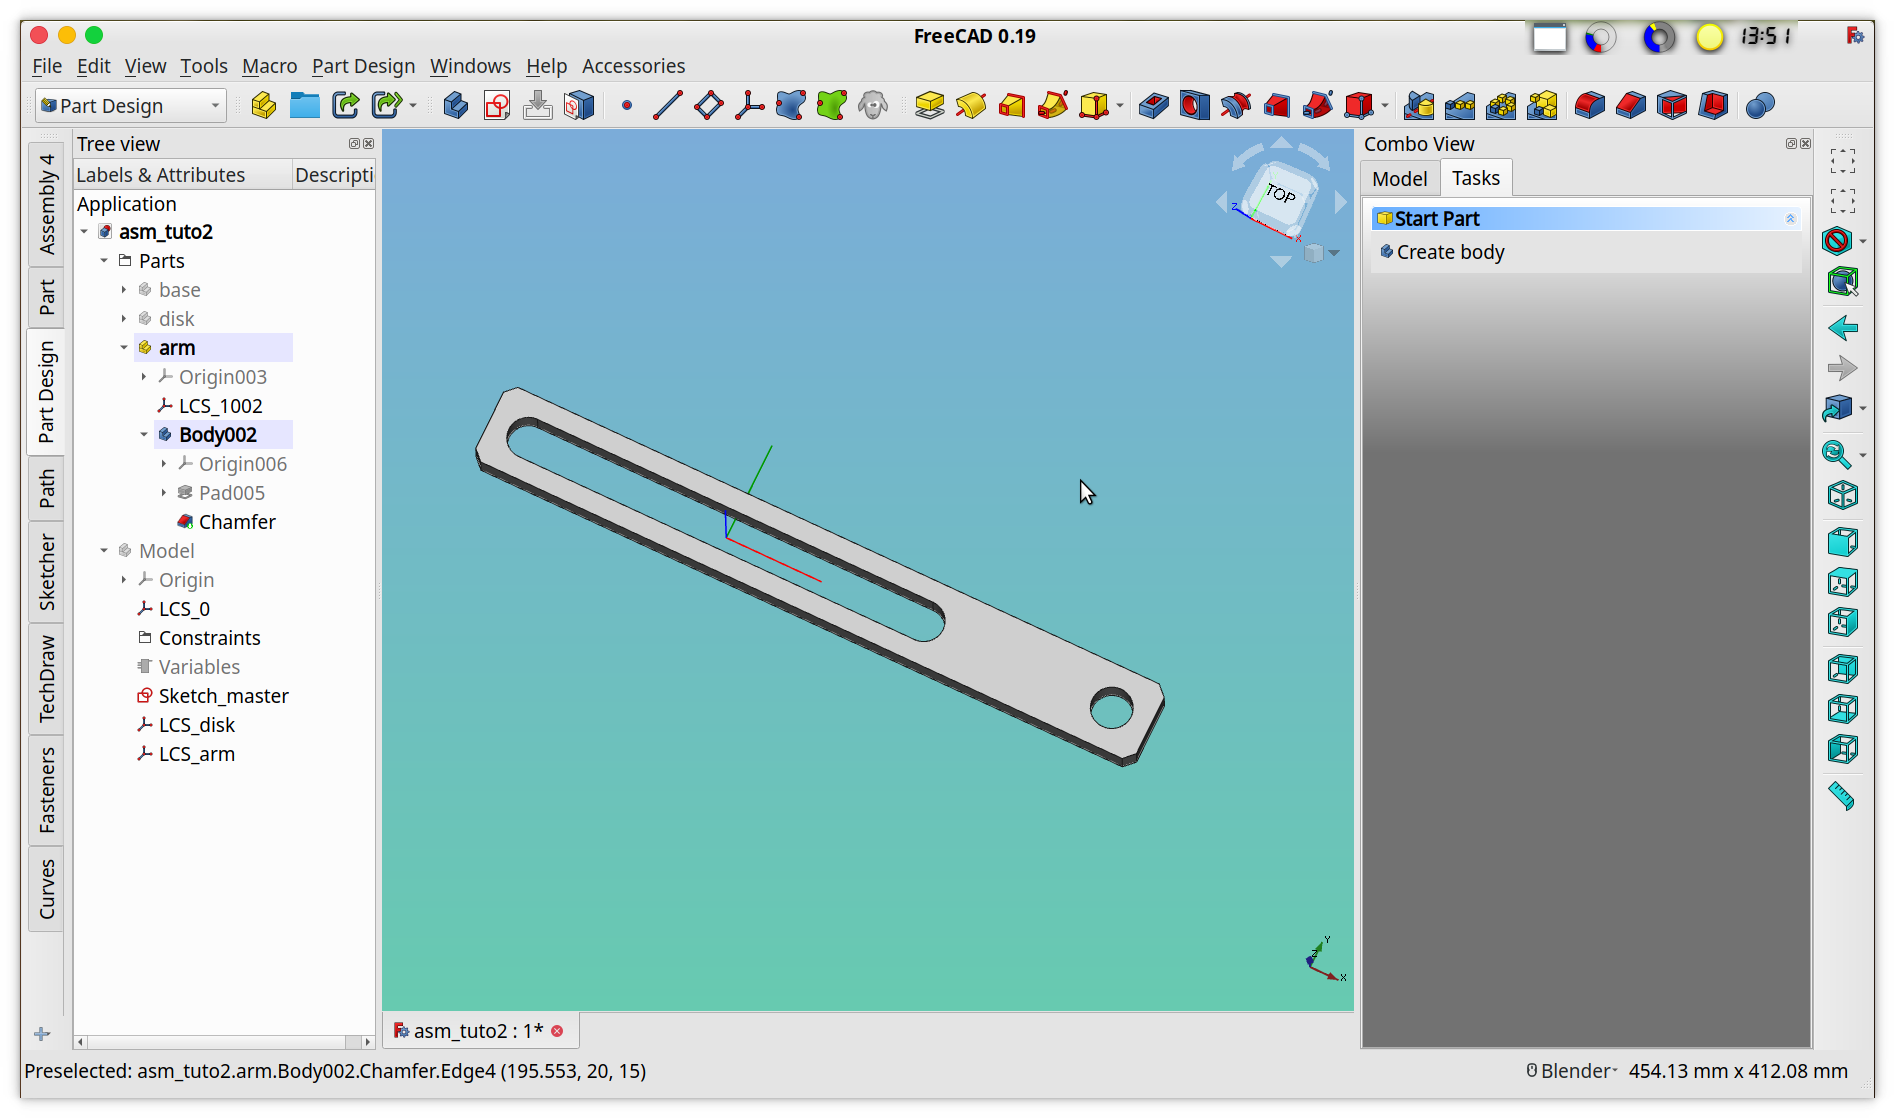 FreeCAD 0.19
13:51
File Edit View Tools Macro Part Design Windows Help Accessories
Part Design
Assembly 4
Part
Part Design
Path
Sketcher
TechDraw
Fasteners
Curves
Tree view
Labels & Attributes Descripti
Application
asm_tuto2
Parts
base
disk
arm
Origin003
LCS_1002
Body002
Origin006
Pad005
Chamfer
Model
Origin
LCS_0
Constraints
Variables
Sketch_master
LCS_disk
LCS_arm
TOP
Z
X
Y
Z
X
asm_tuto2 : 1*
Combo View
Model Tasks
Start Part
Create body
Preselected: asm_tuto2.arm.Body002.Chamfer.Edge4 (195.553, 20, 15)
Blender 454.13 mm x 412.08 mm